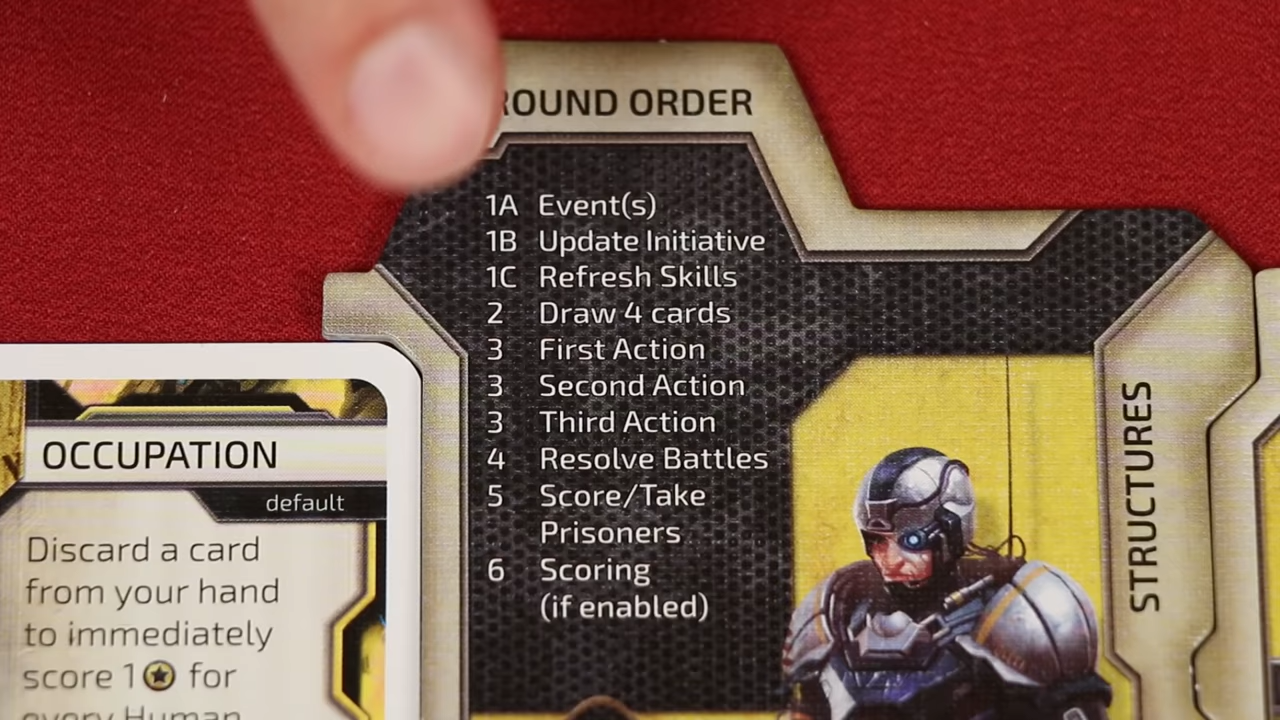 ROUND ORDER
1A Event(s)
1B Update Initiative
1C Refresh Skills
2 Draw 4 cards
3 First Action
3 Second Action
3 Third Action
4 Resolve Battles
5 Score/Take
Prisoners
6 Scoring
(if enabled)
STRUCTURES
OCCUPATION
default
Discard a card
from your hand
to immediately
score 1 for
every Human